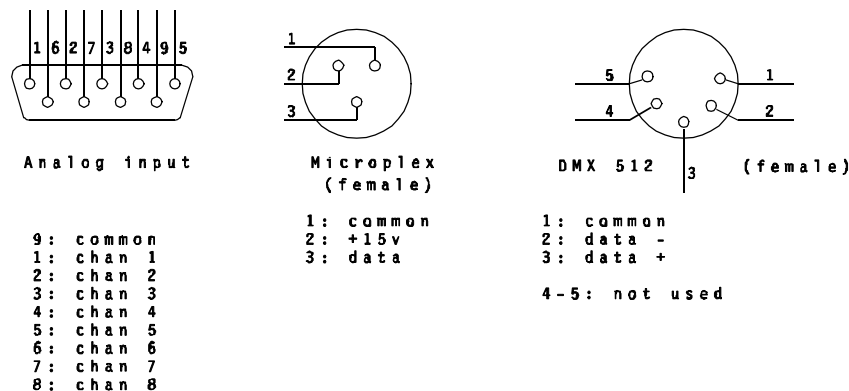 1 6 2 7 3 8 4 9 5
Analog input
9: common
1: chan 1
2: chan 2
3: chan 3
4: chan 4
5: chan 5
6: chan 6
7: chan 7
8: chan 8
1
2
3
Microplex
(female)
1: common
2: +15v
3: data
5
4
1
2
3
DMX 512 (female)
1: common
2: data -
3: data +
4-5: not used